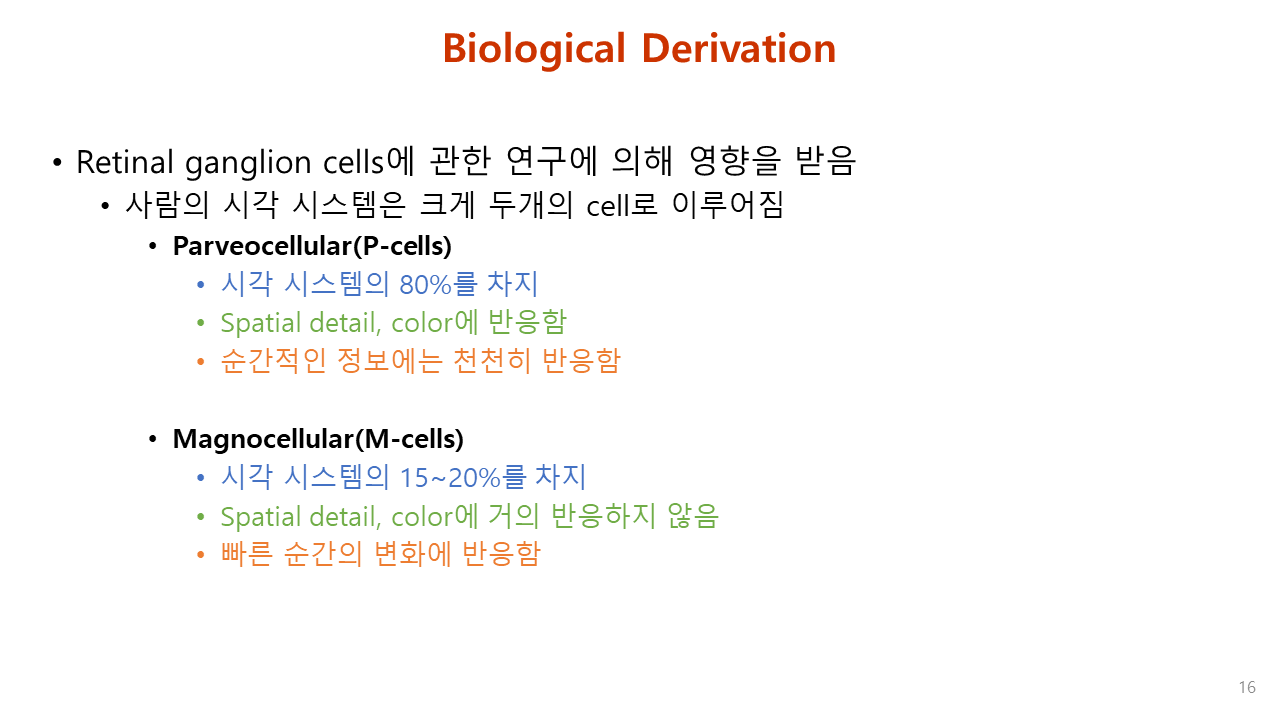 Biological Derivation
• Retinal ganglion cells에 관한 연구에 의해 영향을 받음
• 사람의 시각 시스템은 크게 두개의 cell로 이루어짐
• Parveocellular(P-cells)
• 시각 시스템의 80%를 차지
• Spatial detail, color에 반응함
• 순간적인 정보에는 천천히 반응함
• Magnocellular(M-cells)
• 시각 시스템의 15~20%를 차지
• Spatial detail, color에 거의 반응하지 않음
• 빠른 순간의 변화에 반응함
16